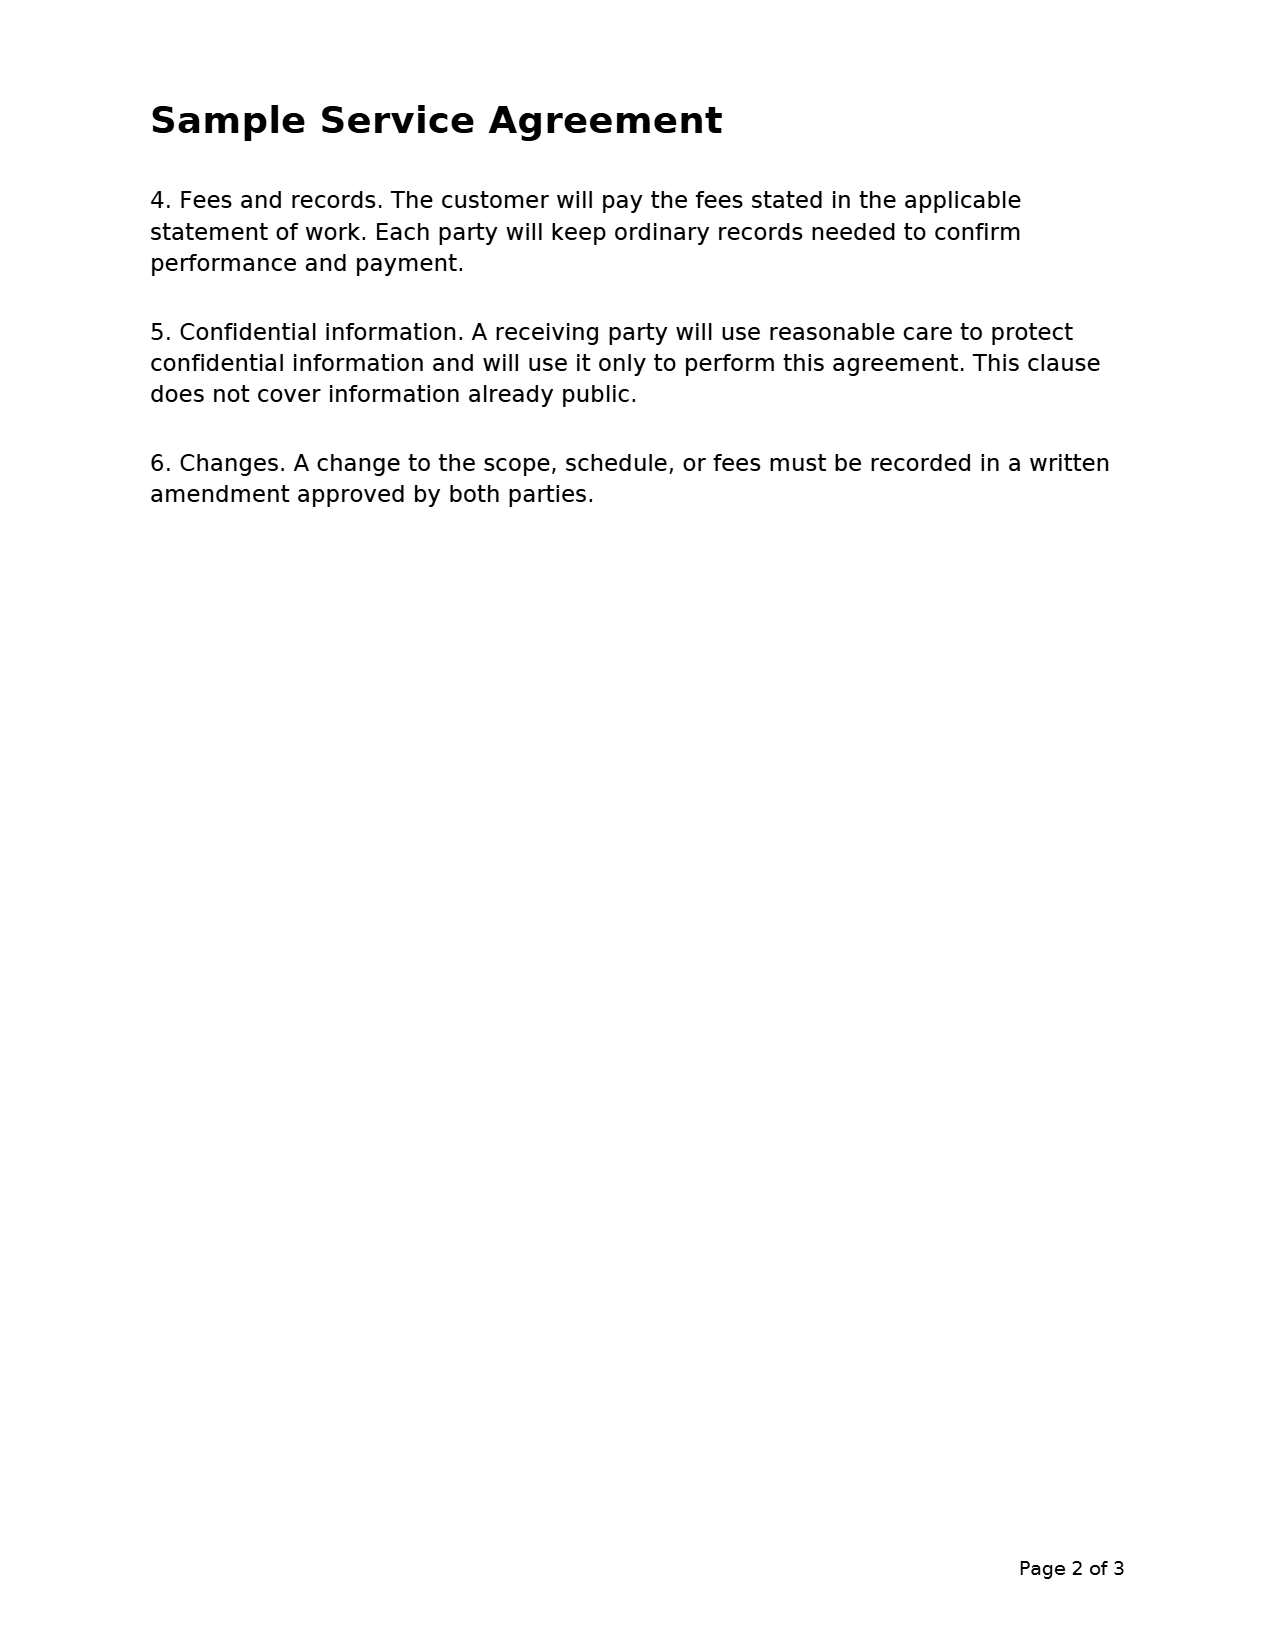 Sample Service Agreement
4. Fees and records. The customer will pay the fees stated in the applicable
statement of work. Each party will keep ordinary records needed to confirm
performance and payment.
5. Confidential information. A receiving party will use reasonable care to protect
confidential information and will use it only to perform this agreement. This clause
does not cover information already public.
6. Changes. A change to the scope, schedule, or fees must be recorded in a written
amendment approved by both parties.
Page 2 of 3